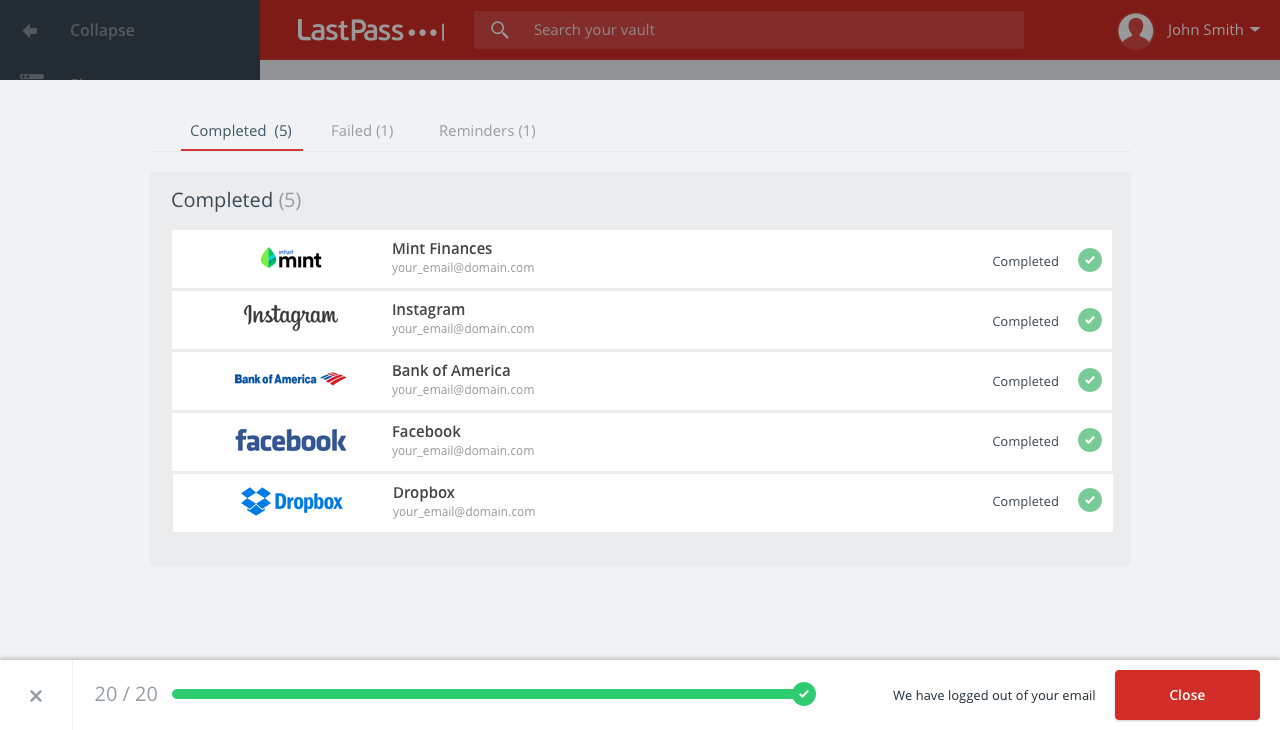 Collapse
LastPass
Search your vault
John Smith
Completed (5)
Failed (1)
Reminders (1)
Completed (5)
intuit
mint
Mint Finances
your_email@domain.com
Completed
Instagram
Instagram
your_email@domain.com
Completed
Bank of America
Bank of America
your_email@domain.com
Completed
facebook
Facebook
your_email@domain.com
Completed
Dropbox
Dropbox
your_email@domain.com
Completed
20 / 20
We have logged out of your email
Close